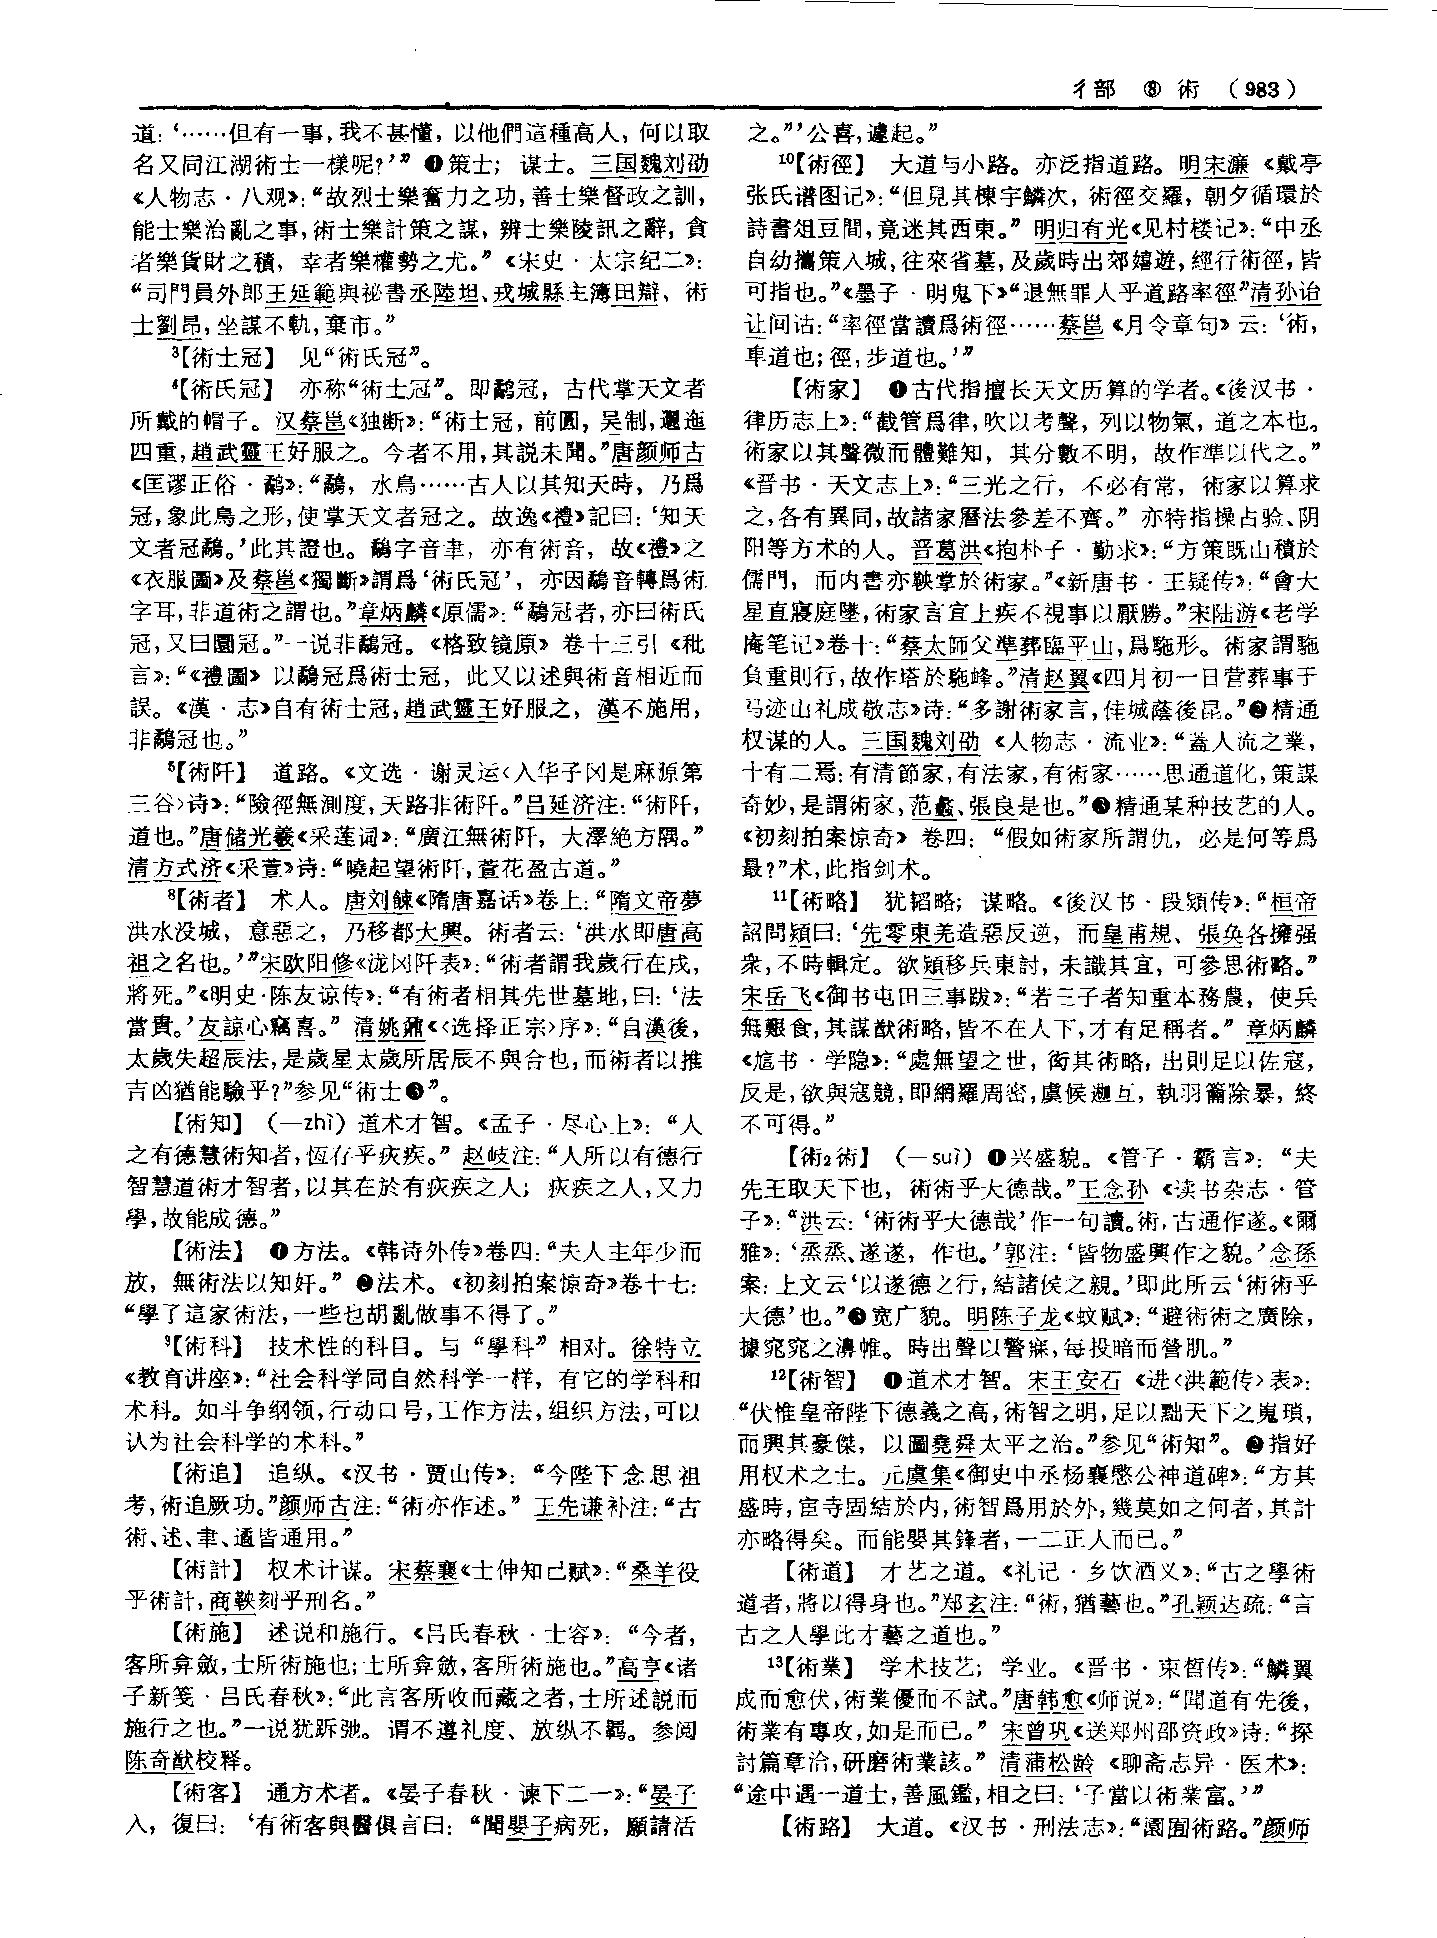 彳部 ⑧ 術 （983）
道：‘……但有一事，我不甚懂，以他們這種高人，何以取
名又同江湖術士一樣呢？’” ❹策士；谋士。三国魏刘劭
《人物志·八观》：“故烈士樂奮力之功，善士樂督政之訓，
能士樂治亂之事，術士樂計策之謀，辨士樂陵訊之辭，貪
者樂貨財之積，幸者樂權勢之尤。”《宋史·太宗纪二》：
“司門員外郎王延範與祕書丞陸坦、戎城縣主簿田辯、術
士劉昂，坐謀不軌，棄市。”
³【術士冠】 见“術氏冠”。
⁴【術氏冠】 亦称“術士冠”。即鷸冠，古代掌天文者
所戴的帽子。汉蔡邕《独断》：“術士冠，前圓，吴制，邐迤
四重，趙武靈王好服之。今者不用，其説未聞。”唐颜师古
《匡谬正俗·鹬》：“鷸，水鳥……古人以其知天時，乃爲
冠，象此鳥之形，使掌天文者冠之。故逸《禮》記曰：‘知天
文者冠鷸。’此其證也。鷸字音聿，亦有術音，故《禮》之
《衣服圖》及蔡邕《獨斷》謂爲‘術氏冠’，亦因鷸音轉爲術
字耳，非道術之謂也。”章炳麟《原儒》：“鷸冠者，亦曰術氏
冠，又曰圜冠。”一说非鷸冠。《格致镜原》卷十三引《秕
言》：“《禮圖》以鷸冠爲術士冠，此又以述與術音相近而
誤。《漢·志》自有術士冠，趙武靈王好服之，漢不施用，
非鷸冠也。”
⁵【術阡】 道路。《文选·谢灵运〈入华子冈是麻源第
三谷〉诗》：“險徑無測度，天路非術阡。”吕延济注：“術阡，
道也。”唐储光羲《采莲词》：“廣江無術阡，大澤絶方隅。”
清方式济《采萱》诗：“曉起望術阡，萱花盈古道。”
⁸【術者】 术人。唐刘餗《隋唐嘉话》卷上：“隋文帝夢
洪水没城，意惡之，乃移都大興。術者云：‘洪水即唐高
祖之名也。’”宋欧阳修《泷冈阡表》：“術者謂我歲行在戌，
將死。”《明史·陈友谅传》：“有術者相其先世墓地，曰：‘法
當貴。’友諒心竊喜。”清姚鼐《〈选择正宗〉序》：“自漢後，
太歲失超辰法，是歲星太歲所居辰不與合也，而術者以推
吉凶猶能驗乎？”参见“術士❸”。
【術知】（—zhì）道术才智。《孟子·尽心上》：“人
之有德慧術知者，恆存乎疢疾。”赵岐注：“人所以有德行
智慧道術才智者，以其在於有疢疾之人；疢疾之人，又力
學，故能成德。”
【術法】 ❶方法。《韩诗外传》卷四：“夫人主年少而
放，無術法以知奸。” ❷法术。《初刻拍案惊奇》卷十七：
“學了這家術法，一些也胡亂做事不得了。”
⁹【術科】 技术性的科目。与“學科”相对。徐特立
《教育讲座》：“社会科学同自然科学一样，有它的学科和
术科。如斗争纲领，行动口号，工作方法，组织方法，可以
认为社会科学的术科。”
【術追】 追纵。《汉书·贾山传》：“今陛下念思祖
考，術追厥功。”颜师古注：“術亦作述。”王先谦补注：“古
術、述、聿、遹皆通用。”
【術計】 权术计谋。宋蔡襄《士伸知己赋》：“桑羊役
乎術計，商鞅刻乎刑名。”
【術施】 述说和施行。《吕氏春秋·士容》：“今者，
客所弇斂，士所術施也；士所弇斂，客所術施也。”高亨《诸
子新笺·吕氏春秋》：“此言客所收而藏之者，士所述説而
施行之也。”一说犹跅弛。谓不遵礼度、放纵不羁。参阅
陈奇猷校释。
【術客】 通方术者。《晏子春秋·谏下二一》：“晏子
入，復曰：‘有術客與醫俱言曰：“聞嬰子病死，願請活
之。”’公喜，遽起。”
¹⁰【術徑】 大道与小路。亦泛指道路。明宋濂《戴亭
张氏谱图记》：“但見其棟宇鱗次，術徑交羅，朝夕循環於
詩書俎豆間，竟迷其西東。”明归有光《见村楼记》：“中丞
自幼攜策入城，往來省墓，及歲時出郊嬉遊，經行術徑，皆
可指也。”《墨子·明鬼下》“退無罪人乎道路率徑”清孙诒
让间诂：“率徑當讀爲術徑……蔡邕《月令章句》云：‘術，
車道也；徑，步道也。’”
【術家】 ❶古代指擅长天文历算的学者。《後汉书·
律历志上》：“截管爲律，吹以考聲，列以物氣，道之本也。
術家以其聲微而體難知，其分數不明，故作準以代之。”
《晋书·天文志上》：“三光之行，不必有常，術家以算求
之，各有異同，故諸家曆法參差不齊。”亦特指操占验、阴
阳等方术的人。晋葛洪《抱朴子·勤求》：“方策既山積於
儒門，而内書亦鞅掌於術家。”《新唐书·王疑传》：“會大
星直寢庭墜，術家言宜上疾不視事以厭勝。”宋陆游《老学
庵笔记》卷十：“蔡太師父準葬臨平山，爲駞形。術家謂駞
負重則行，故作塔於駞峰。”清赵翼《四月初一日营葬事于
马迹山礼成敬志》诗：“多謝術家言，佳城蔭後昆。”❷精通
权谋的人。三国魏刘劭《人物志·流业》：“蓋人流之業，
十有二焉：有清節家，有法家，有術家……思通道化，策謀
奇妙，是謂術家，范蠡、張良是也。”❸精通某种技艺的人。
《初刻拍案惊奇》卷四：“假如術家所謂仇，必是何等爲
最？”术，此指剑术。
¹¹【術略】 犹韬略；谋略。《後汉书·段颎传》：“桓帝
詔問熲曰：‘先零東羌造惡反逆，而皇甫規、張奂各擁强
衆，不時輯定。欲熲移兵東討，未識其宜，可參思術略。”
宋岳飞《御书屯田三事跋》：“若三子者知重本務農，使兵
無艱食，其謀猷術略，皆不在人下，才有足稱者。”章炳麟
《訄书·学隐》：“處無望之世，衒其術略，出則足以佐寇，
反是，欲與寇競，即網羅周密，虞候迾互，執羽籥除暴，終
不可得。”
【術₂術】（—suì）❶兴盛貌。《管子·霸言》：“夫
先王取天下也，術術乎大德哉。”王念孙《读书杂志·管
子》：“洪云：‘術術乎大德哉’作一句讀。術，古通作遂。《爾
雅》：‘烝烝、遂遂，作也。’郭注：‘皆物盛興作之貌。’念孫
案：上文云‘以遂德之行，結諸侯之親。’即此所云‘術術乎
大德’也。”❷宽广貌。明陈子龙《蚊赋》：“避術術之廣除，
據窕窕之濞帷。時出聲以警寐，每投暗而營肌。”
¹²【術智】 ❶道术才智。宋王安石《进〈洪範传〉表》：
“伏惟皇帝陛下德義之高，術智之明，足以黜天下之嵬瑣，
而興其豪傑，以圖堯舜太平之治。”参见“術知”。❷指好
用权术之士。元虞集《御史中丞杨襄愍公神道碑》：“方其
盛時，宦寺固結於内，術智爲用於外，幾莫如之何者，其計
亦略得矣。而能嬰其鋒者，一二正人而已。”
【術道】 才艺之道。《礼记·乡饮酒义》：“古之學術
道者，將以得身也。”郑玄注：“術，猶藝也。”孔颖达疏：“言
古之人學此才藝之道也。”
¹³【術業】 学术技艺；学业。《晋书·束皙传》：“鱗翼
成而愈伏，術業優而不試。”唐韩愈《师说》：“聞道有先後，
術業有專攻，如是而已。”宋曾巩《送郑州邵资政》诗：“探
討篇章洽，研磨術業該。”清蒲松龄《聊斋志异·医术》：
“途中遇一道士，善風鑑，相之曰：‘子當以術業富。’”
【術路】 大道。《汉书·刑法志》：“園囿術路。”颜师